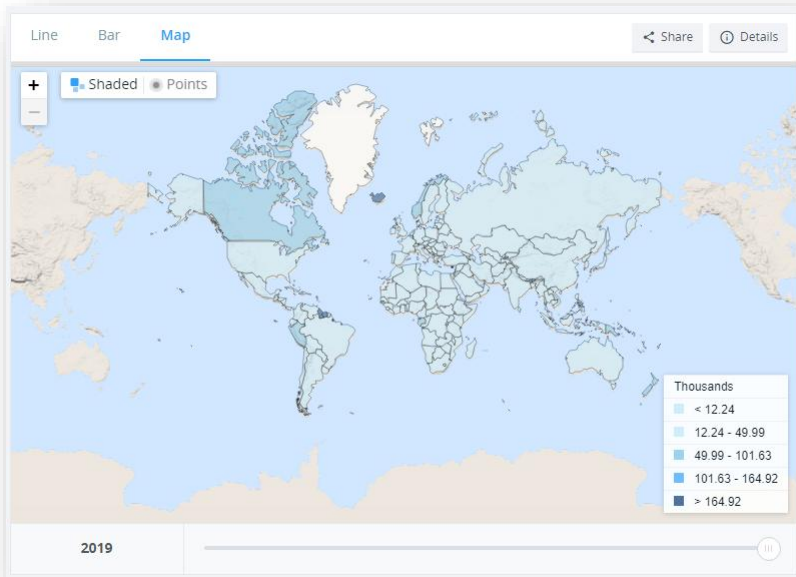 Line Bar Map Share Details
+ Shaded Points
−
Thousands
< 12.24
12.24 - 49.99
49.99 - 101.63
101.63 - 164.92
> 164.92
2019